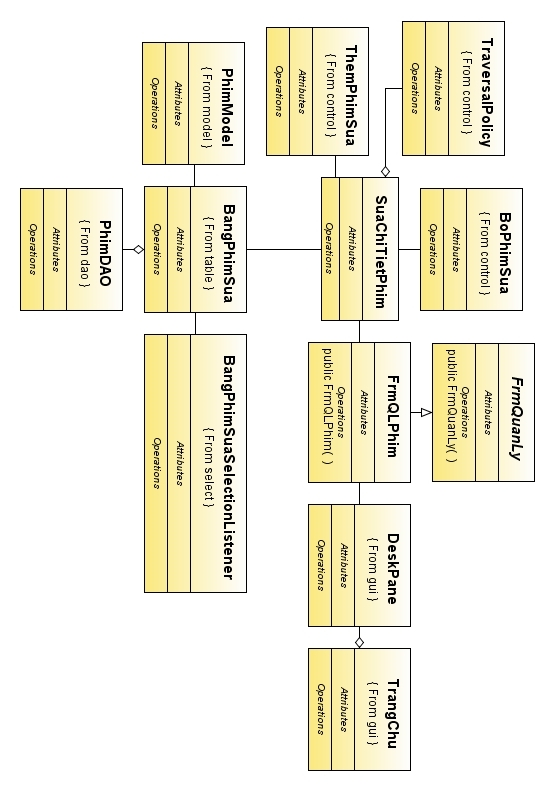 TraversalPolicy
{ From control }
Attributes
Operations
BoPhimSua
{ From control }
Attributes
Operations
FrmQuanLy
Attributes
Operations
public FrmQuanLy( )
ThemPhimSua
{ From control }
Attributes
Operations
SuaChiTietPhim
Attributes
Operations
FrmQLPhim
Attributes
Operations
public FrmQLPhim( )
DeskPane
{ From gui }
Attributes
Operations
TrangChu
{ From gui }
Attributes
Operations
PhimModel
{ From model }
Attributes
Operations
BangPhimSua
{ From table }
Attributes
Operations
BangPhimSuaSelectionListener
{ From select }
Attributes
Operations
PhimDAO
{ From dao }
Attributes
Operations